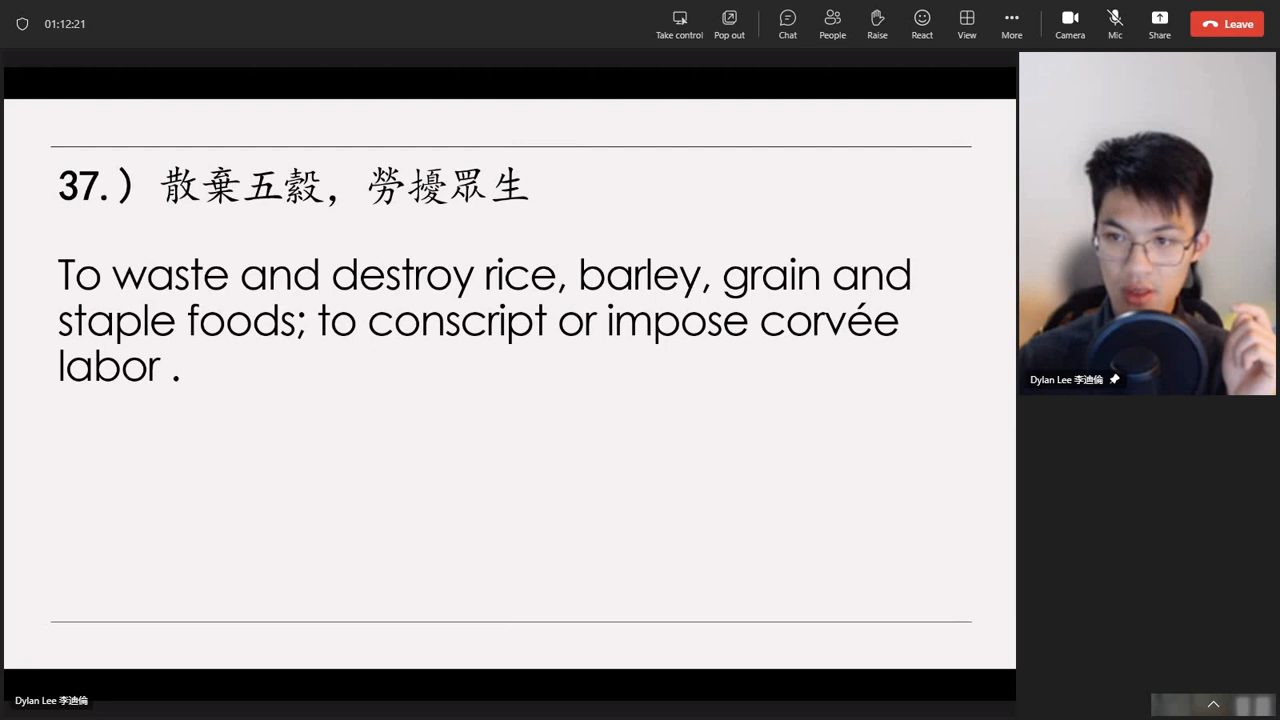 01:12:21
Take control
Pop out
Chat
People
Raise
React
View
More
Camera
Mic
Share
Leave
37.）散棄五縠，勞擾眾生
To waste and destroy rice, barley, grain and
staple foods; to conscript or impose corvée
labor .
Dylan Lee 李迪倫
Dylan Lee 李迪倫